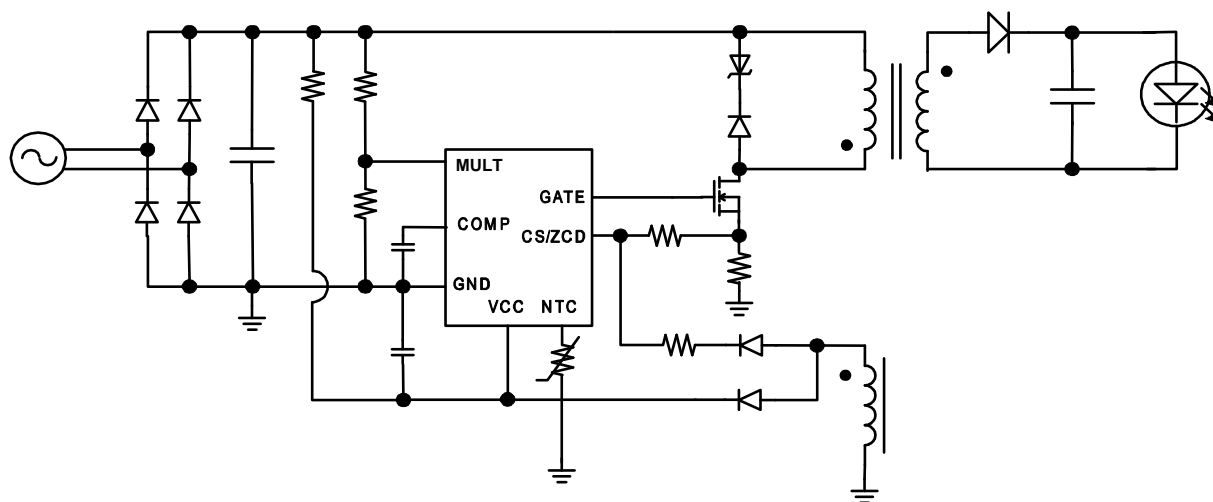 MULT
GATE
COMP
CS/ZCD
GND
VCC NTC